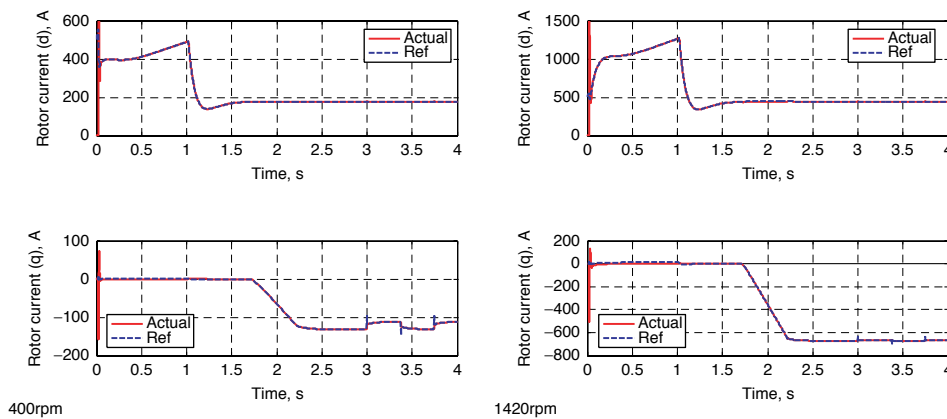 Rotor current (d), A
600
400
200
0
Actual
Ref
0 0.5 1 1.5 2 2.5 3 3.5 4
Time, s
Rotor current (d), A
1500
1000
500
0
Actual
Ref
0 0.5 1 1.5 2 2.5 3 3.5 4
Time, s
Rotor current (q), A
100
0
−100
−200
Actual
Ref
0 0.5 1 1.5 2 2.5 3 3.5 4
Time, s
400rpm
Rotor current (q), A
200
0
−200
−400
−600
−800
Actual
Ref
0 0.5 1 1.5 2 2.5 3 3.5 4
Time, s
1420rpm